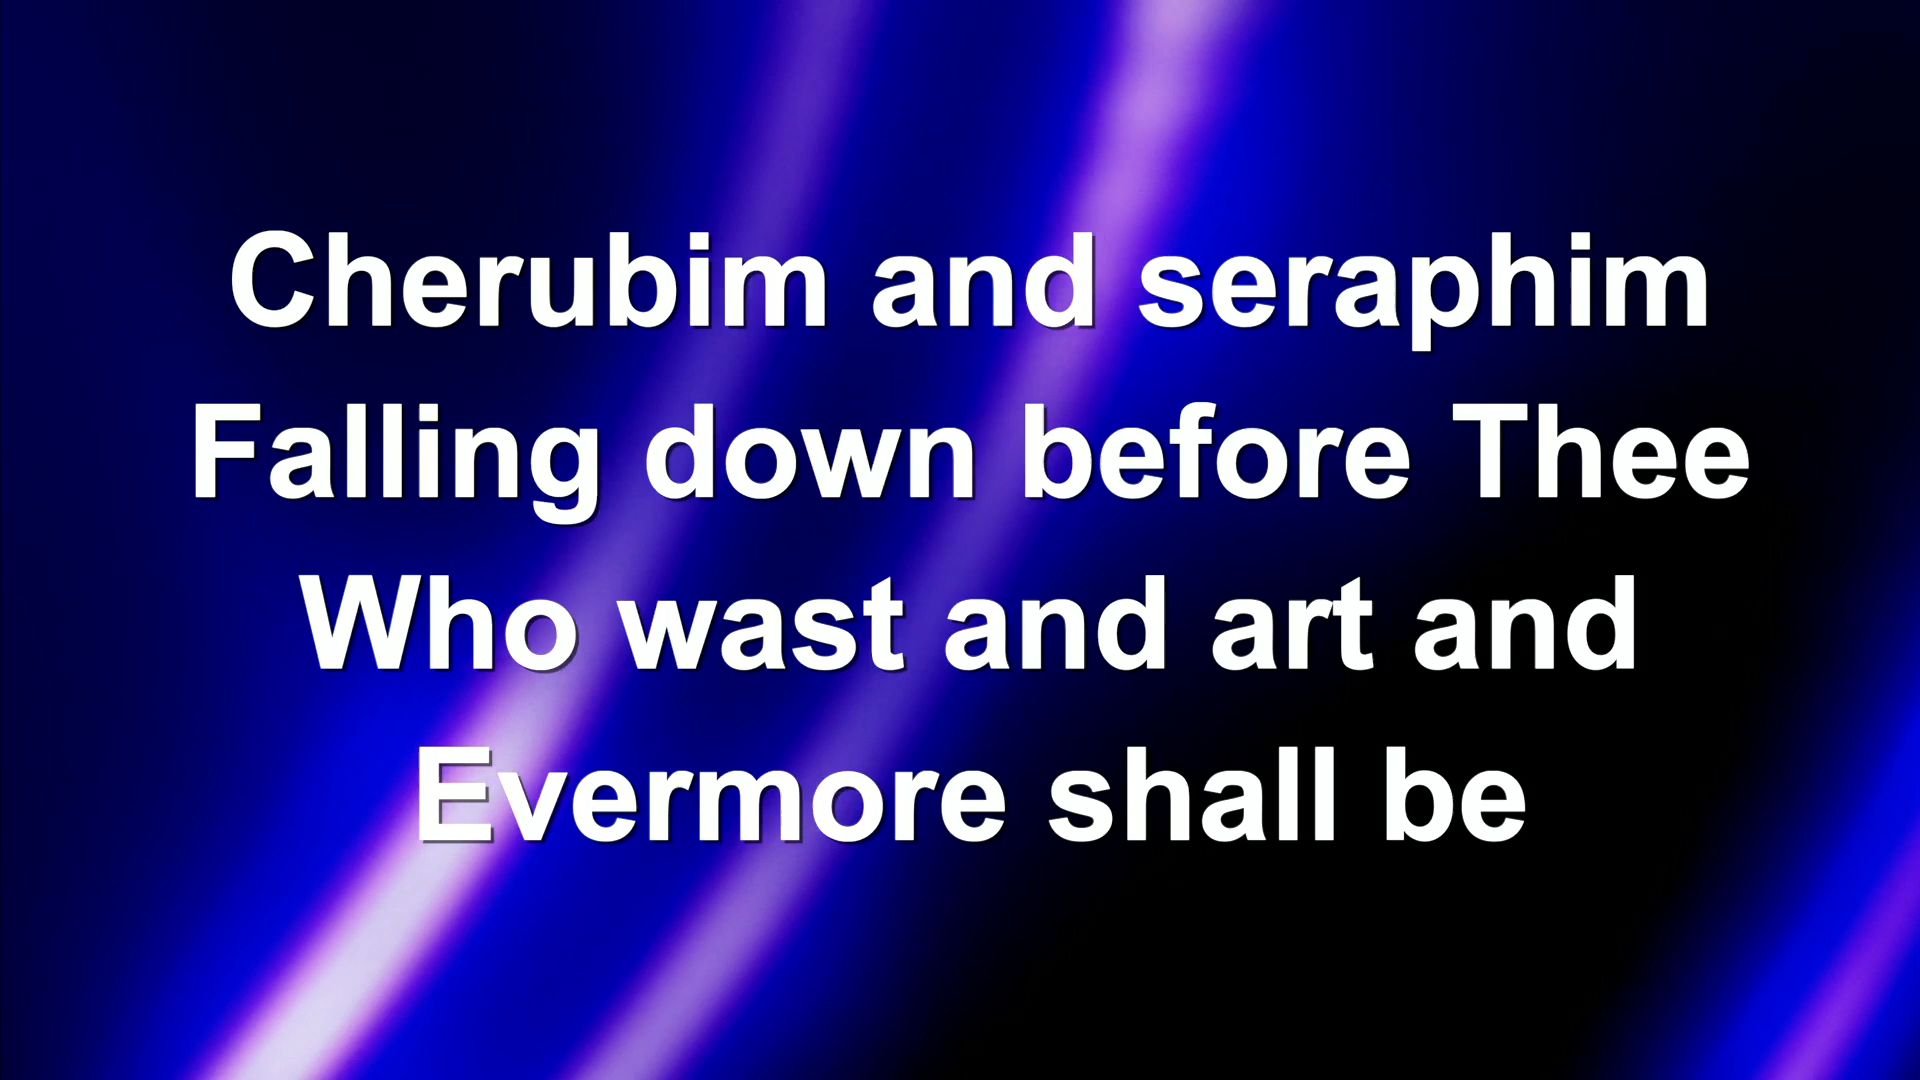 Cherubim and seraphim
Falling down before Thee
Who wast and art and
Evermore shall be